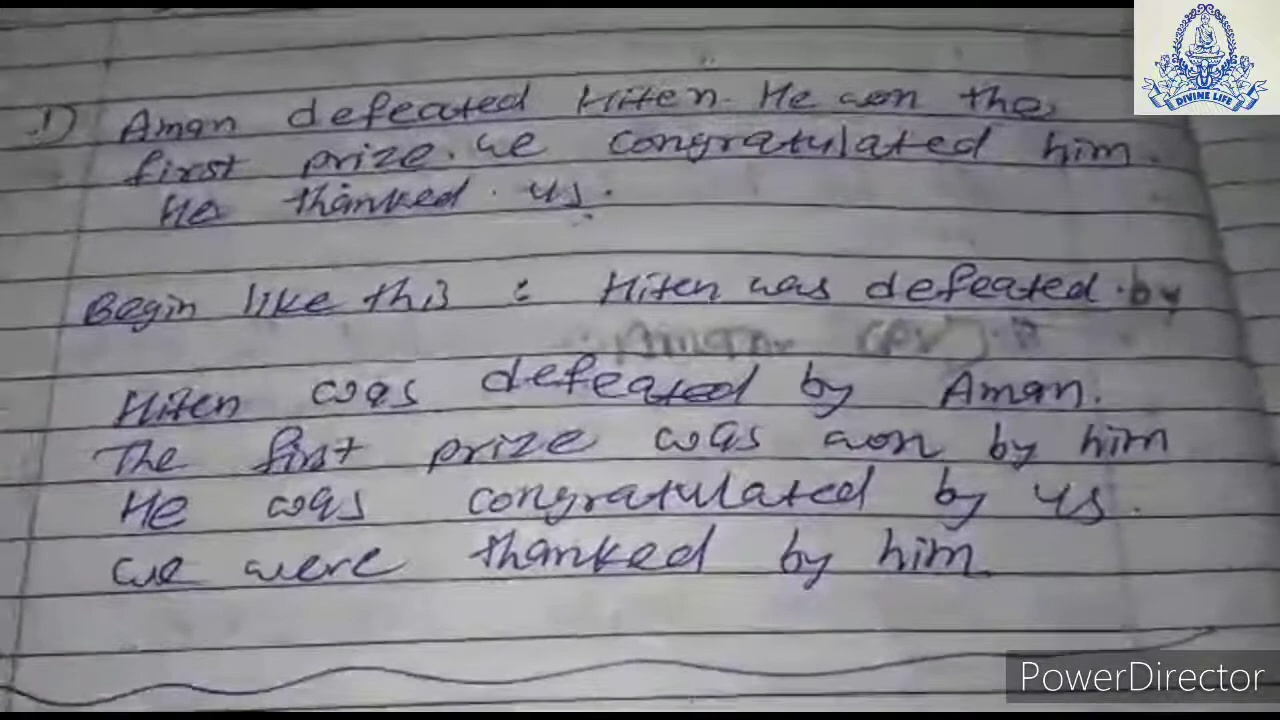 DIVINE LIFE
1) Aman defeated Hiten. He won the
first prize. we congratulated him.
He thanked us.
Begin like this : Hiten was defeated by
Hiten was defeated by Aman.
The first prize was won by him
He was congratulated by us.
we were thanked by him
PowerDirector